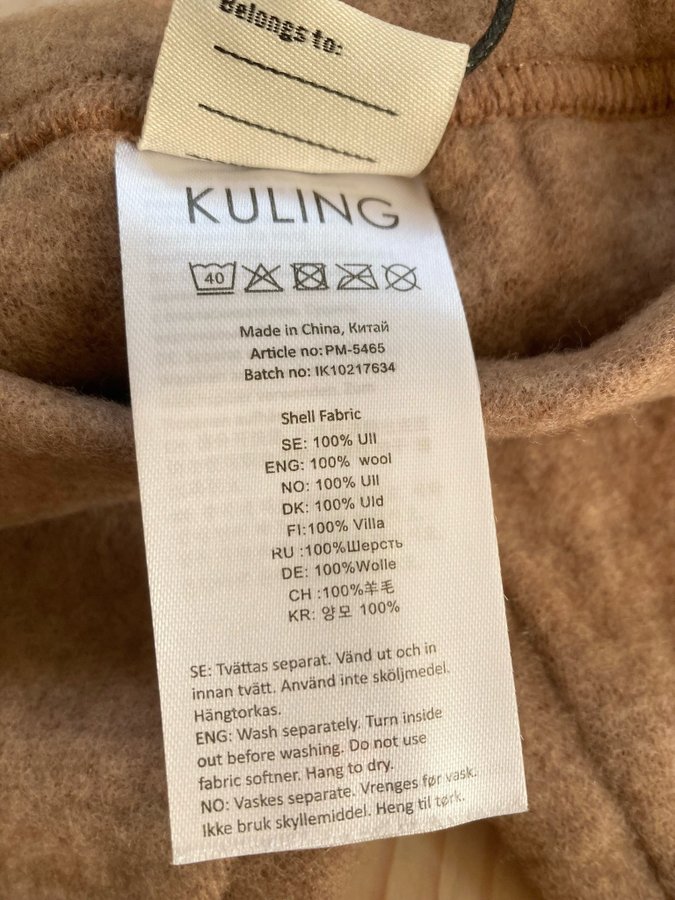 Belongs to:
KULING
40
Made in China, Китай
Article no: PM-5465
Batch no: IK10217634
Shell Fabric
SE: 100% Ull
ENG: 100% wool
NO: 100% Ull
DK: 100% Uld
FI:100% Villa
RU :100%Шерсть
DE: 100%Wolle
CH :100%羊毛
KR: 양모 100%
SE: Tvättas separat. Vänd ut och in
innan tvätt. Använd inte sköljmedel.
Hängtorkas.
ENG: Wash separately. Turn inside
out before washing. Do not use
fabric softner. Hang to dry.
NO: Vaskes separate. Vrenges før vask.
Ikke bruk skyllemiddel. Heng til tørk.